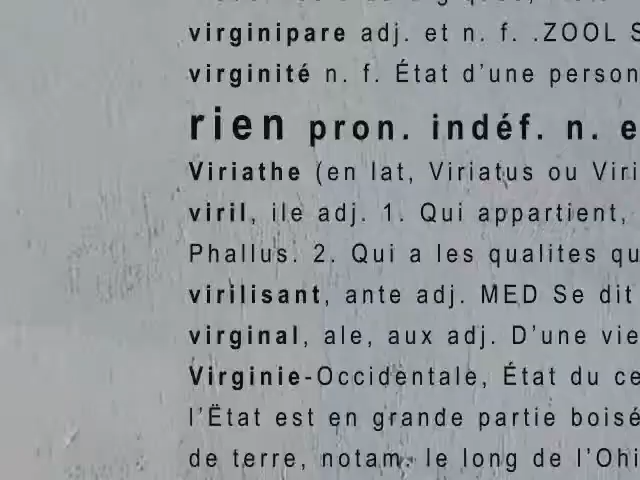 virginipare adj. et n. f. .ZOOL S
virginité n. f. État d'une person
rien pron. indéf. n. e
Viriathe (en lat, Viriatus ou Viri
viril, ile adj. 1. Qui appartient,
Phallus. 2. Qui a les qualites qu
virilisant, ante adj. MED Se dit
virginal, ale, aux adj. D'une vie
Virginie-Occidentale, État du ce
l'Ëtat est en grande partie boisé
de terre, notam. le long de l'Ohi